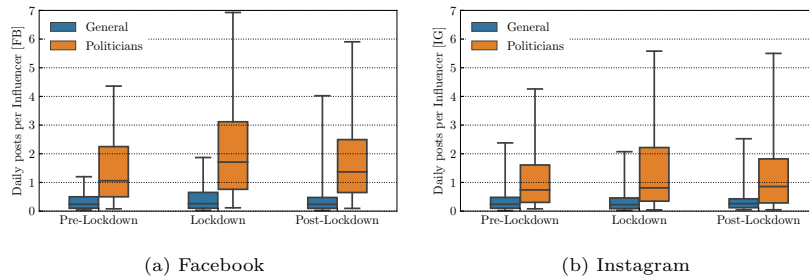 Daily posts per Influencer [FB]
7
6
5
4
3
2
1
0
General
Politicians
Pre-Lockdown Lockdown Post-Lockdown
(a) Facebook
Daily posts per Influencer [IG]
7
6
5
4
3
2
1
0
General
Politicians
Pre-Lockdown Lockdown Post-Lockdown
(b) Instagram